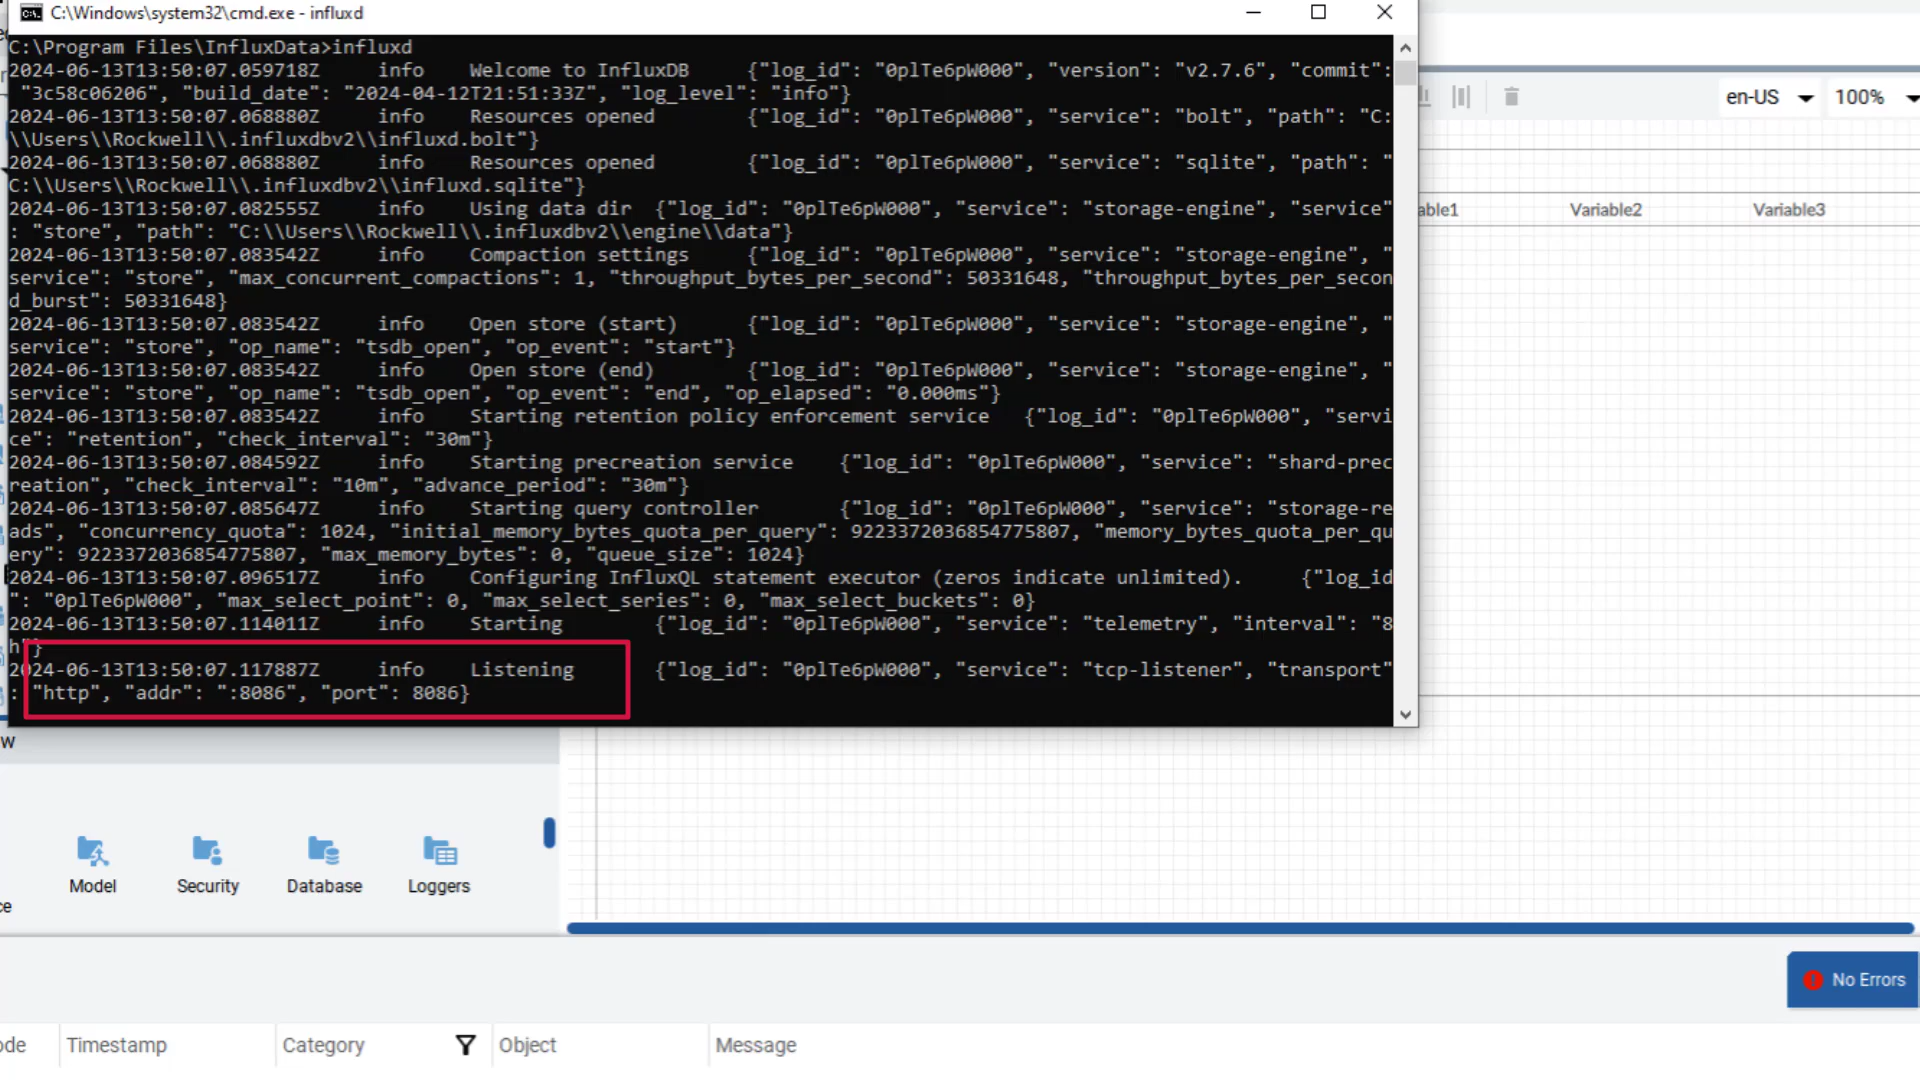 C:\Windows\system32\cmd.exe - influxd
C:\Program Files\InfluxData>influxd
2024-06-13T13:50:07.059718Z info Welcome to InfluxDB {"log_id": "0plTe6pW000", "version": "v2.7.6", "commit":
"3c58c06206", "build_date": "2024-04-12T21:51:33Z", "log_level": "info"}
2024-06-13T13:50:07.068880Z info Resources opened {"log_id": "0plTe6pW000", "service": "bolt", "path": "C:
\\Users\\Rockwell\\.influxdbv2\\influxd.bolt"}
2024-06-13T13:50:07.068880Z info Resources opened {"log_id": "0plTe6pW000", "service": "sqlite", "path": "
C:\\Users\\Rockwell\\.influxdbv2\\influxd.sqlite"}
2024-06-13T13:50:07.082555Z info Using data dir {"log_id": "0plTe6pW000", "service": "storage-engine", "service"
: "store", "path": "C:\\Users\\Rockwell\\.influxdbv2\\engine\\data"}
2024-06-13T13:50:07.083542Z info Compaction settings {"log_id": "0plTe6pW000", "service": "storage-engine", "
service": "store", "max_concurrent_compactions": 1, "throughput_bytes_per_second": 50331648, "throughput_bytes_per_secon
d_burst": 50331648}
2024-06-13T13:50:07.083542Z info Open store (start) {"log_id": "0plTe6pW000", "service": "storage-engine", "
service": "store", "op_name": "tsdb_open", "op_event": "start"}
2024-06-13T13:50:07.083542Z info Open store (end) {"log_id": "0plTe6pW000", "service": "storage-engine", "
service": "store", "op_name": "tsdb_open", "op_event": "end", "op_elapsed": "0.000ms"}
2024-06-13T13:50:07.083542Z info Starting retention policy enforcement service {"log_id": "0plTe6pW000", "servi
ce": "retention", "check_interval": "30m"}
2024-06-13T13:50:07.084592Z info Starting precreation service {"log_id": "0plTe6pW000", "service": "shard-prec
reation", "check_interval": "10m", "advance_period": "30m"}
2024-06-13T13:50:07.085647Z info Starting query controller {"log_id": "0plTe6pW000", "service": "storage-re
ads", "concurrency_quota": 1024, "initial_memory_bytes_quota_per_query": 9223372036854775807, "memory_bytes_quota_per_qu
ery": 9223372036854775807, "max_memory_bytes": 0, "queue_size": 1024}
2024-06-13T13:50:07.096517Z info Configuring InfluxQL statement executor (zeros indicate unlimited). {"log_id
": "0plTe6pW000", "max_select_point": 0, "max_select_series": 0, "max_select_buckets": 0}
2024-06-13T13:50:07.114011Z info Starting {"log_id": "0plTe6pW000", "service": "telemetry", "interval": "8
h"}
2024-06-13T13:50:07.117887Z info Listening {"log_id": "0plTe6pW000", "service": "tcp-listener", "transport"
: "http", "addr": ":8086", "port": 8086}
en-US 100%
able1 Variable2 Variable3
w
Model Security Database Loggers
ce
No Errors
ode Timestamp Category Object Message